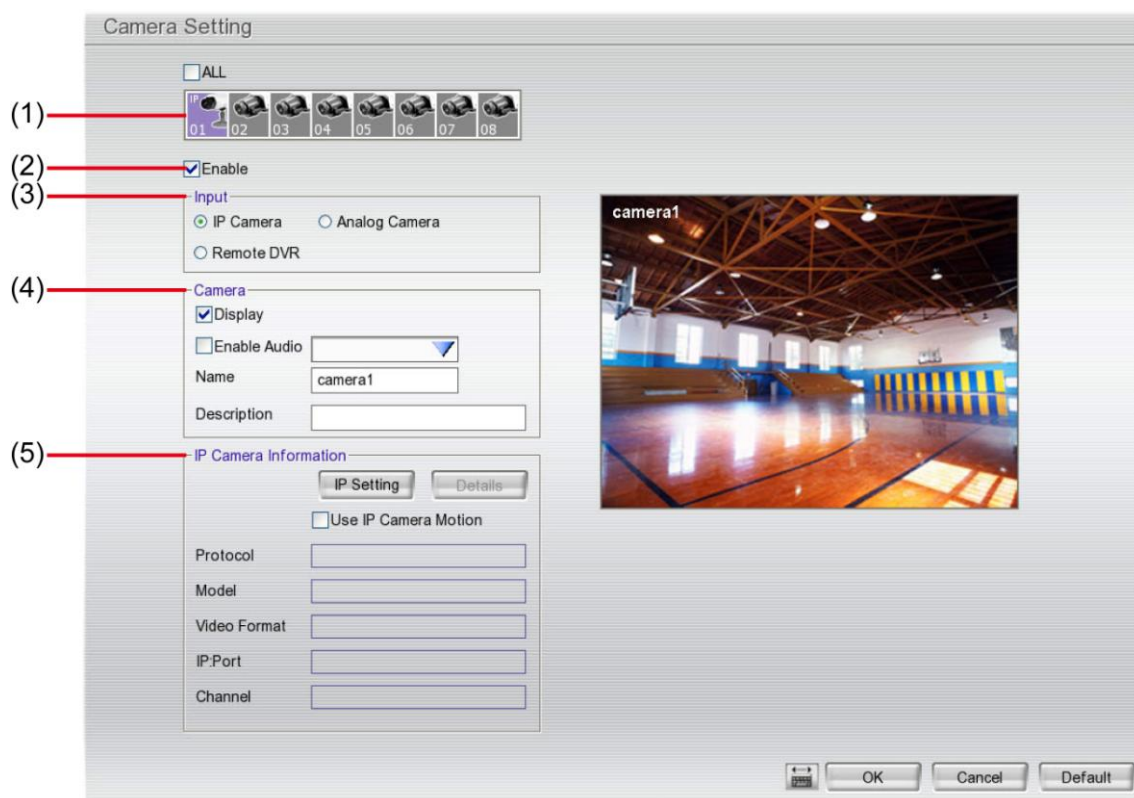 Camera Setting
ALL
(1)
IP
01 02 03 04 05 06 07 08
(2)
Enable
(3)
Input
IP Camera Analog Camera
Remote DVR
camera1
(4)
Camera
Display
Enable Audio
Name camera1
Description
(5)
IP Camera Information
IP Setting Details
Use IP Camera Motion
Protocol
Model
Video Format
IP:Port
Channel
OK Cancel Default